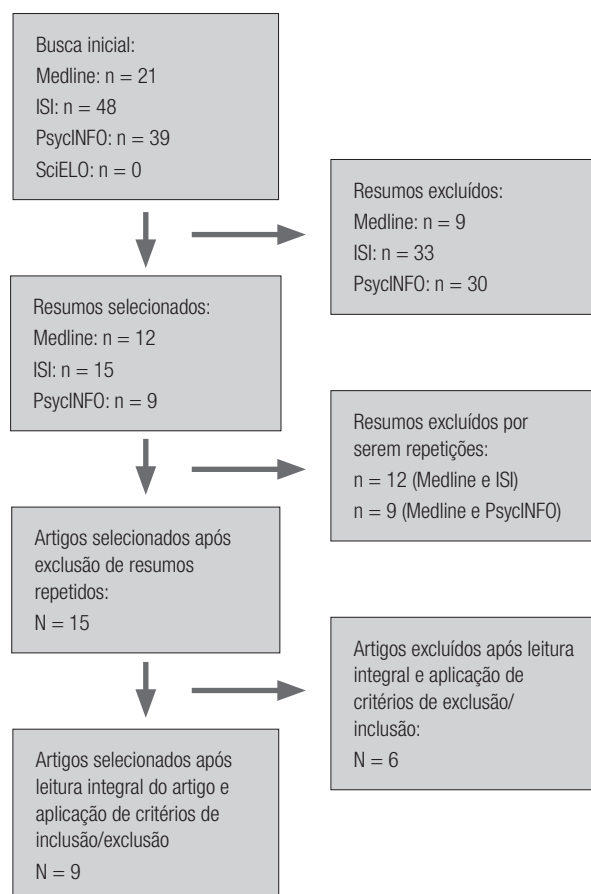 Busca inicial:
Medline: n = 21
ISI: n = 48
PsycINFO: n = 39
SciELO: n = 0
Resumos excluídos:
Medline: n = 9
ISI: n = 33
PsycINFO: n = 30
Resumos selecionados:
Medline: n = 12
ISI: n = 15
PsycINFO: n = 9
Resumos excluídos por
serem repetições:
n = 12 (Medline e ISI)
n = 9 (Medline e PsycINFO)
Artigos selecionados após
exclusão de resumos
repetidos:
N = 15
Artigos excluídos após leitura
integral e aplicação de
critérios de exclusão/
inclusão:
N = 6
Artigos selecionados após
leitura integral do artigo e
aplicação de critérios de
inclusão/exclusão
N = 9